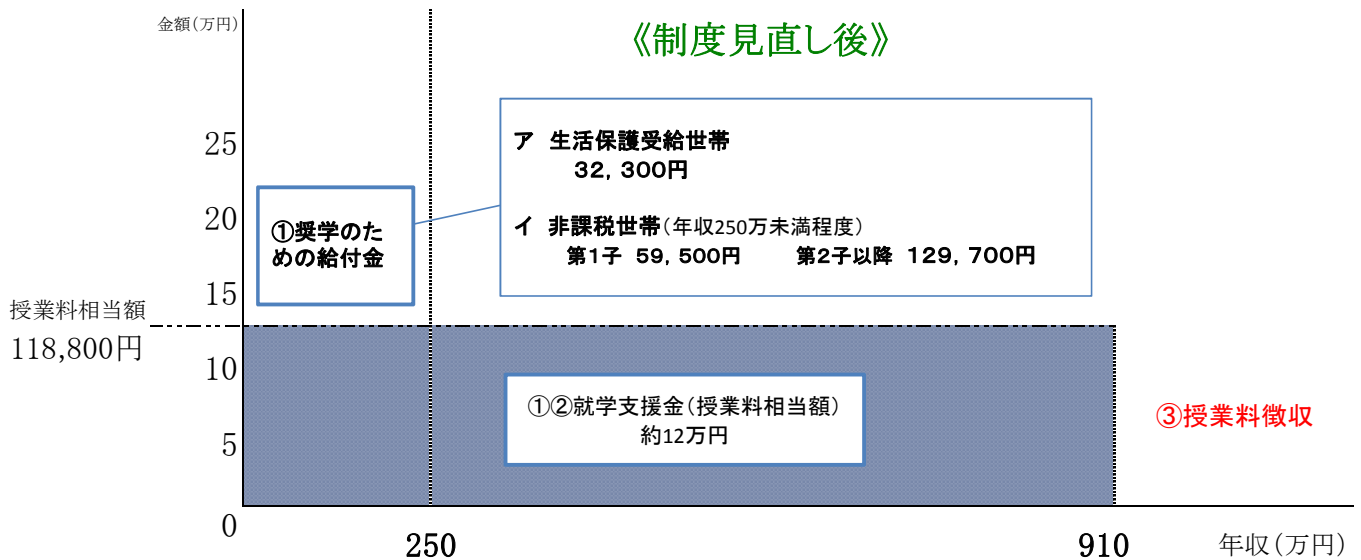 金額(万円)
《制度見直し後》
ア 生活保護受給世帯
32,300円
イ 非課税世帯(年収250万未満程度)
第1子 59,500円 第2子以降 129,700円
①奨学のた
めの給付金
25
20
15
授業料相当額
118,800円
10
5
0
①②就学支援金(授業料相当額)
約12万円
③授業料徴収
250
910
年収(万円)